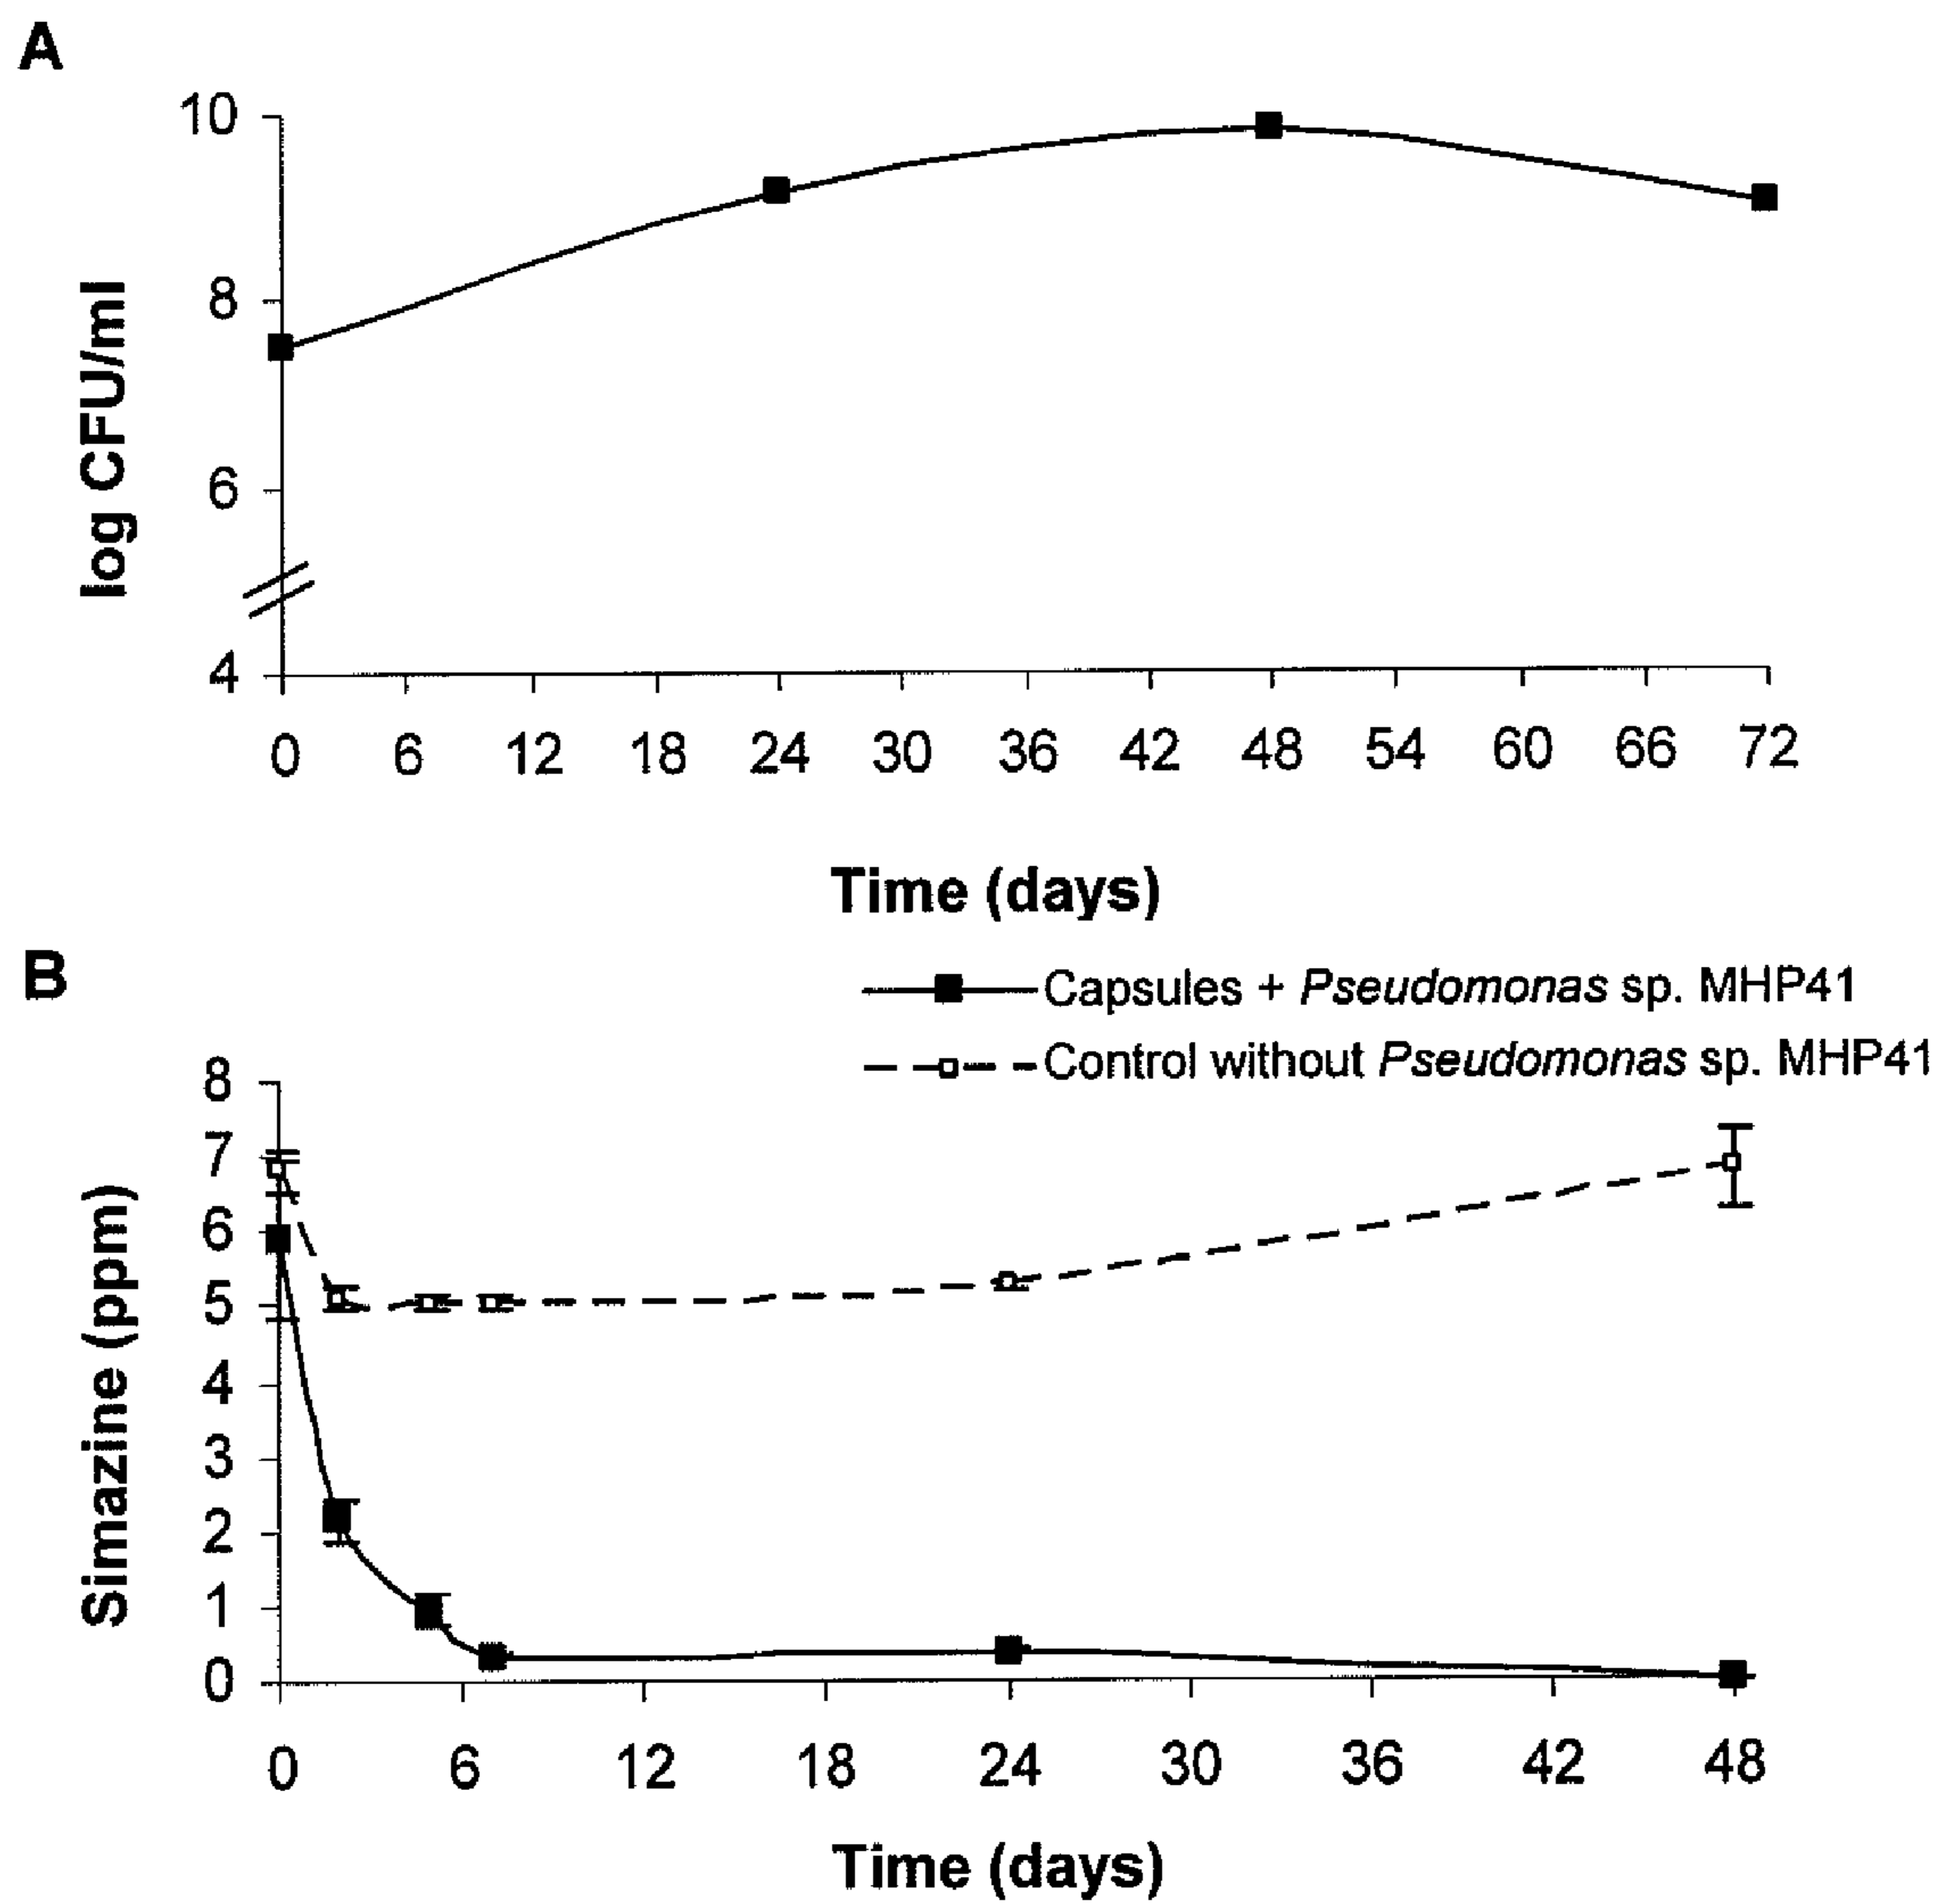 A
10
8
6
4
log CFU/ml
0 6 12 18 24 30 36 42 48 54 60 66 72
Time (days)
B
Capsules + Pseudomonas sp. MHP41
Control without Pseudomonas sp. MHP41
8
7
6
5
4
3
2
1
0
Simazine (ppm)
0 6 12 18 24 30 36 42 48
Time (days)